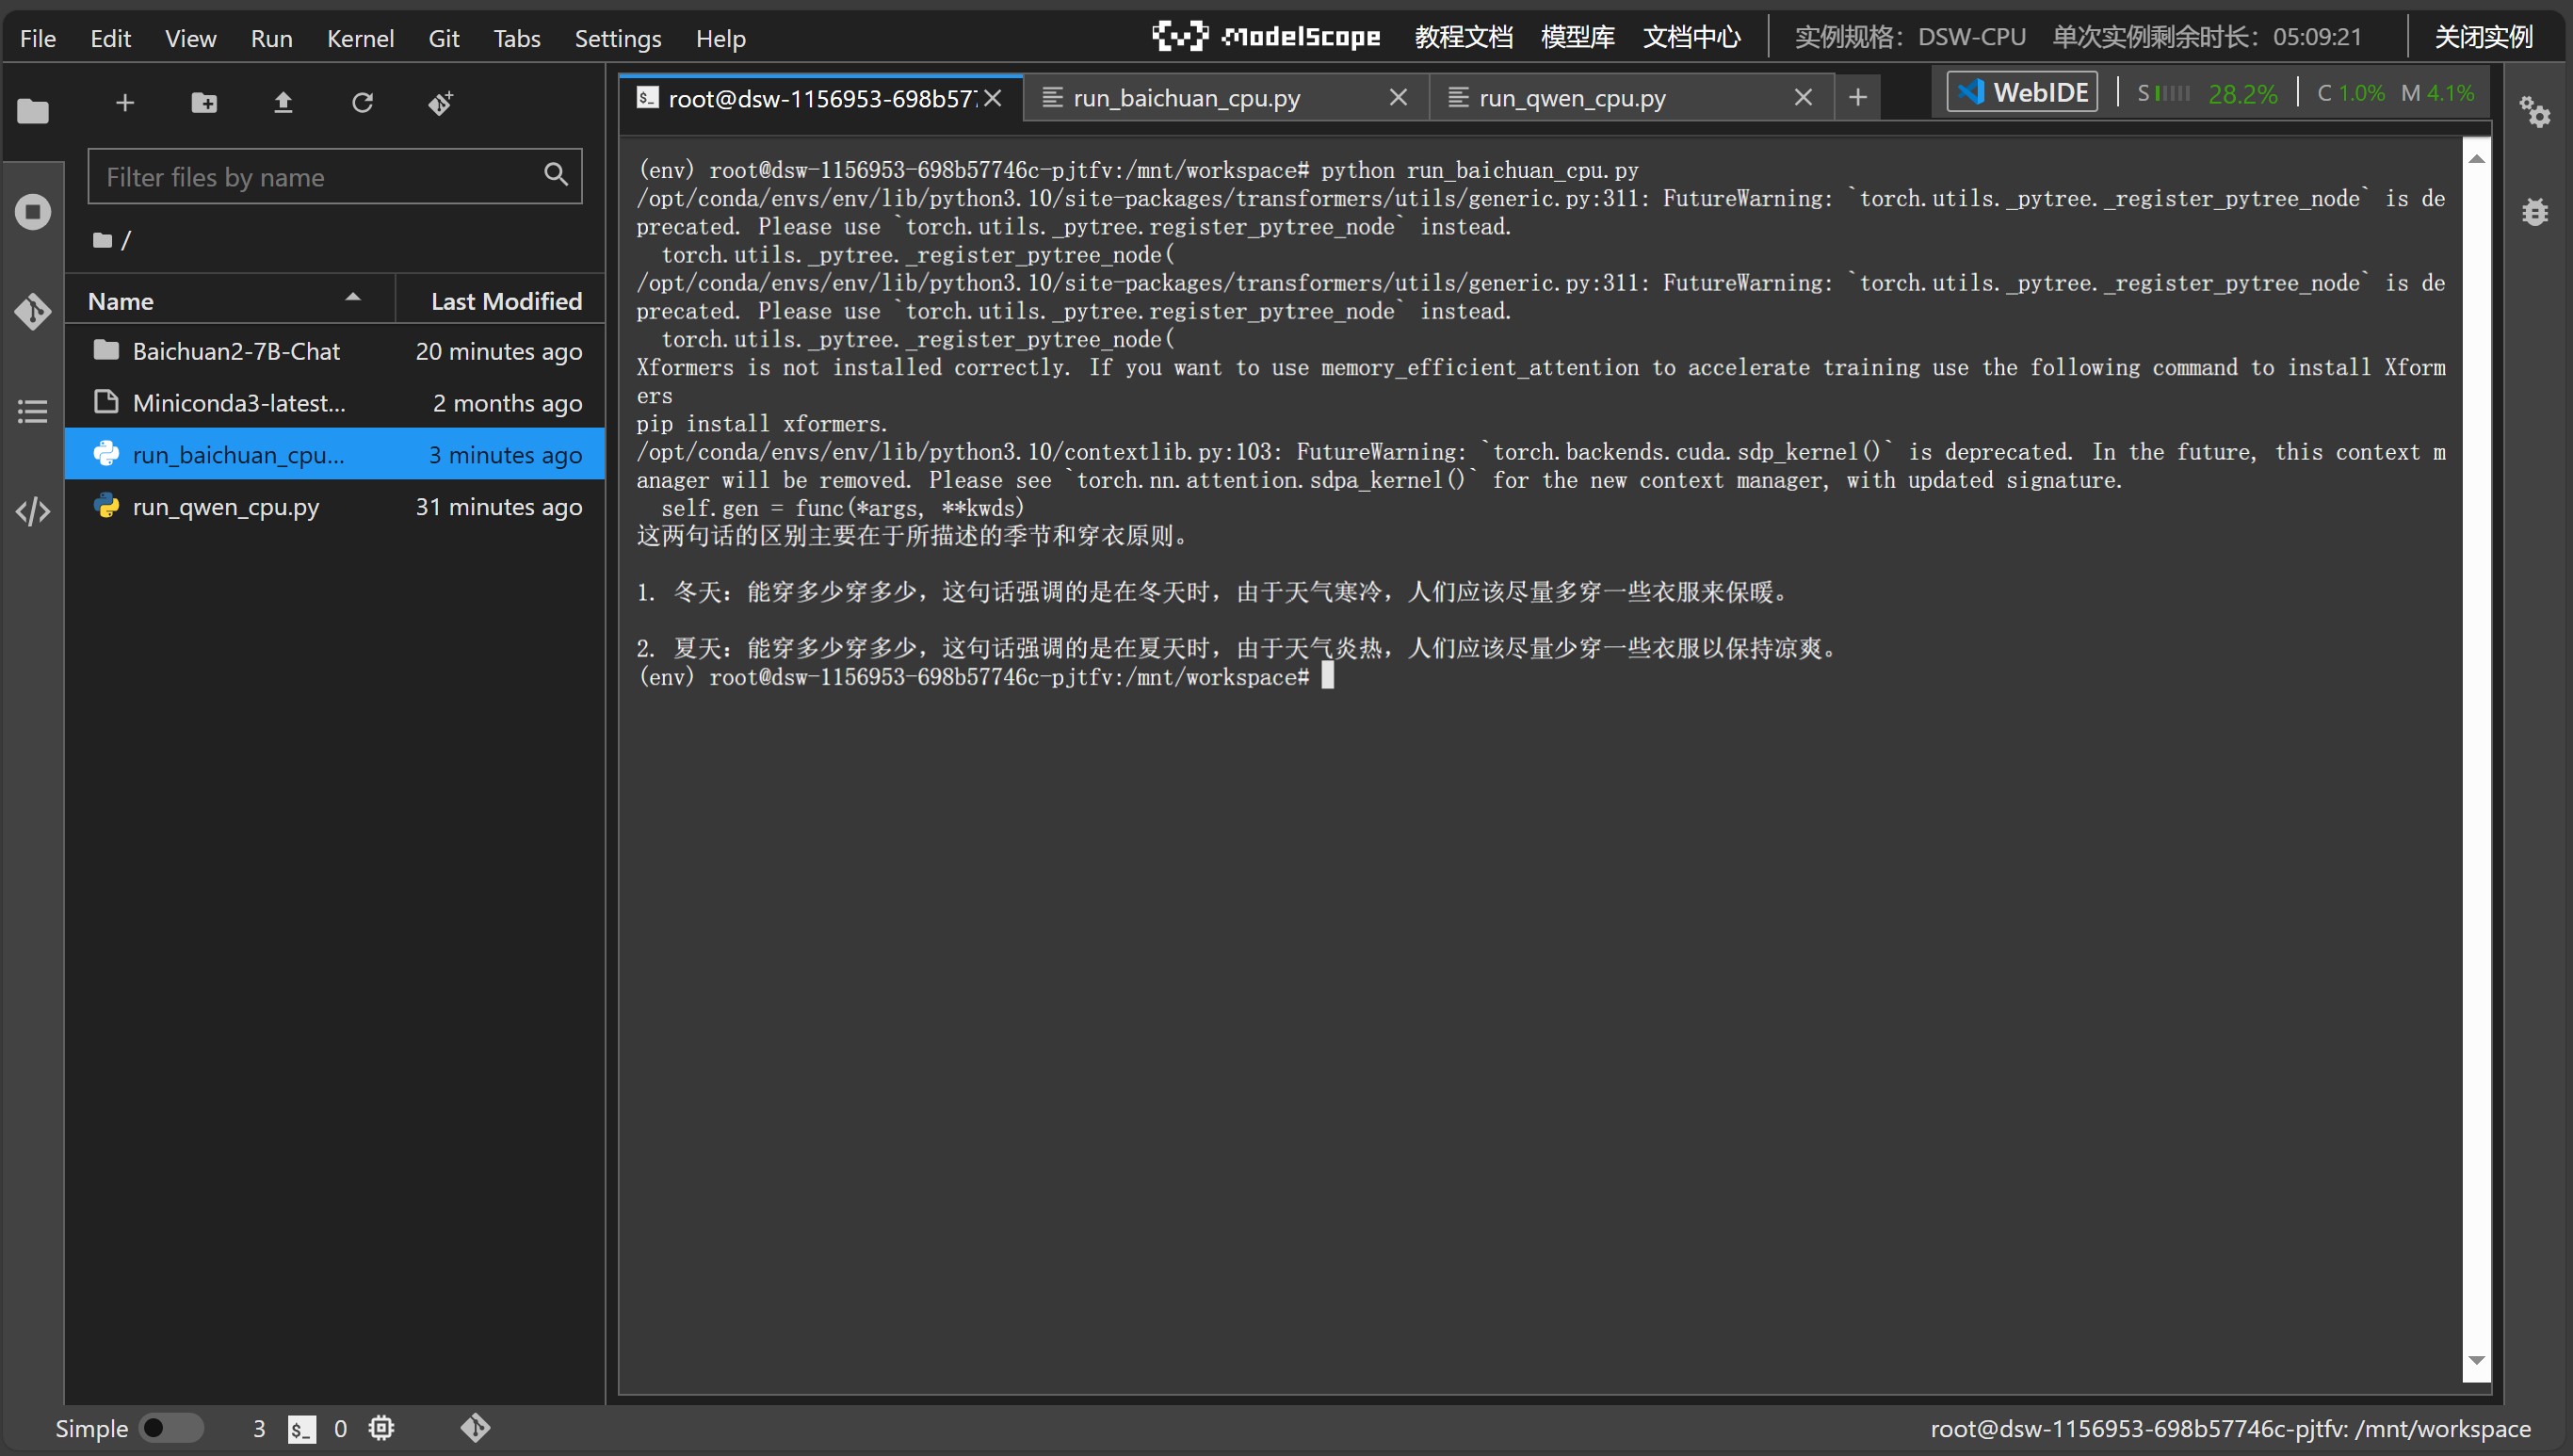 File Edit View Run Kernel Git Tabs Settings Help
ModelScope 教程文档 模型库 文档中心 实例规格：DSW-CPU 单次实例剩余时长：05:09:21 关闭实例
root@dsw-1156953-698b577 run_baichuan_cpu.py run_qwen_cpu.py
WebIDE S 28.2% C 1.0% M 4.1%
Filter files by name
/
Name Last Modified
Baichuan2-7B-Chat 20 minutes ago
Miniconda3-latest... 2 months ago
run_baichuan_cpu... 3 minutes ago
run_qwen_cpu.py 31 minutes ago
(env) root@dsw-1156953-698b57746c-pjtfv:/mnt/workspace# python run_baichuan_cpu.py
/opt/conda/envs/env/lib/python3.10/site-packages/transformers/utils/generic.py:311: FutureWarning: `torch.utils._pytree._register_pytree_node` is de
precated. Please use `torch.utils._pytree.register_pytree_node` instead.
  torch.utils._pytree._register_pytree_node(
/opt/conda/envs/env/lib/python3.10/site-packages/transformers/utils/generic.py:311: FutureWarning: `torch.utils._pytree._register_pytree_node` is de
precated. Please use `torch.utils._pytree.register_pytree_node` instead.
  torch.utils._pytree._register_pytree_node(
Xformers is not installed correctly. If you want to use memory_efficient_attention to accelerate training use the following command to install Xform
ers
pip install xformers.
/opt/conda/envs/env/lib/python3.10/contextlib.py:103: FutureWarning: `torch.backends.cuda.sdp_kernel()` is deprecated. In the future, this context m
anager will be removed. Please see `torch.nn.attention.sdpa_kernel()` for the new context manager, with updated signature.
  self.gen = func(*args, **kwds)
这两句话的区别主要在于所描述的季节和穿衣原则。
1. 冬天：能穿多少穿多少，这句话强调的是在冬天时，由于天气寒冷，人们应该尽量多穿一些衣服来保暖。
2. 夏天：能穿多少穿多少，这句话强调的是在夏天时，由于天气炎热，人们应该尽量少穿一些衣服以保持凉爽。
(env) root@dsw-1156953-698b57746c-pjtfv:/mnt/workspace#
Simple 3 $_ 0
root@dsw-1156953-698b57746c-pjtfv: /mnt/workspace